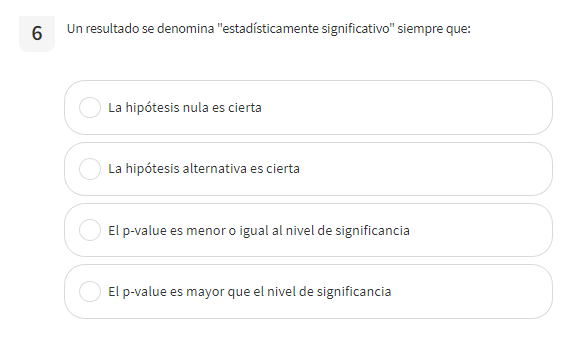 6
Un resultado se denomina "estadísticamente significativo" siempre que:
La hipótesis nula es cierta
La hipótesis alternativa es cierta
El p-value es menor o igual al nivel de significancia
El p-value es mayor que el nivel de significancia